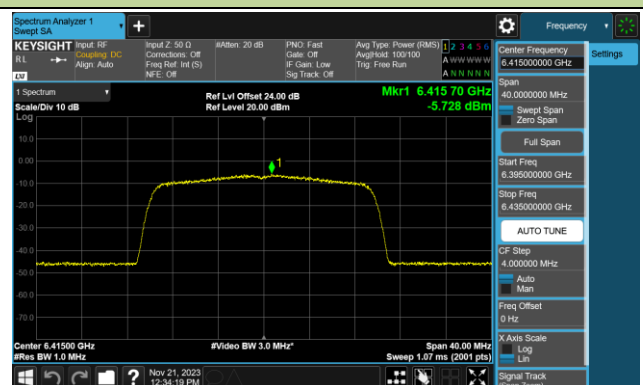 Spectrum Analyzer 1
Swept SA
Frequency
KEYSIGHT
Input: RF
Input Z: 50 Ω
#Atten: 20 dB
PNO: Fast
Avg Type: Power (RMS)
1 2 3 4 5 6
RL
Coupling: DC
Corrections: Off
Gate: Off
Avg|Hold: 100/100
A W W W W W
Align: Auto
Freq Ref: Int (S)
IF Gain: Low
Trig: Free Run
NFE: Off
Sig Track: Off
A N N N N N
LXI
Center Frequency
6.415000000 GHz
Settings
Span
40.0000000 MHz
Swept Span
Zero Span
Full Span
Start Freq
6.395000000 GHz
Stop Freq
6.435000000 GHz
AUTO TUNE
CF Step
4.000000 MHz
Auto
Man
Freq Offset
0 Hz
X Axis Scale
Log
Lin
Signal Track
(Span Zoom)
1 Spectrum
Ref Lvl Offset 24.00 dB
Mkr1 6.415 70 GHz
Scale/Div 10 dB
Ref Level 20.00 dBm
-5.728 dBm
Log
10.0
0.00
-10.0
-20.0
-30.0
-40.0
-50.0
-60.0
-70.0
1
Center 6.41500 GHz
#Video BW 3.0 MHz*
Span 40.00 MHz
#Res BW 1.0 MHz
Sweep 1.07 ms (2001 pts)
Nov 21, 2023
12:34:19 PM